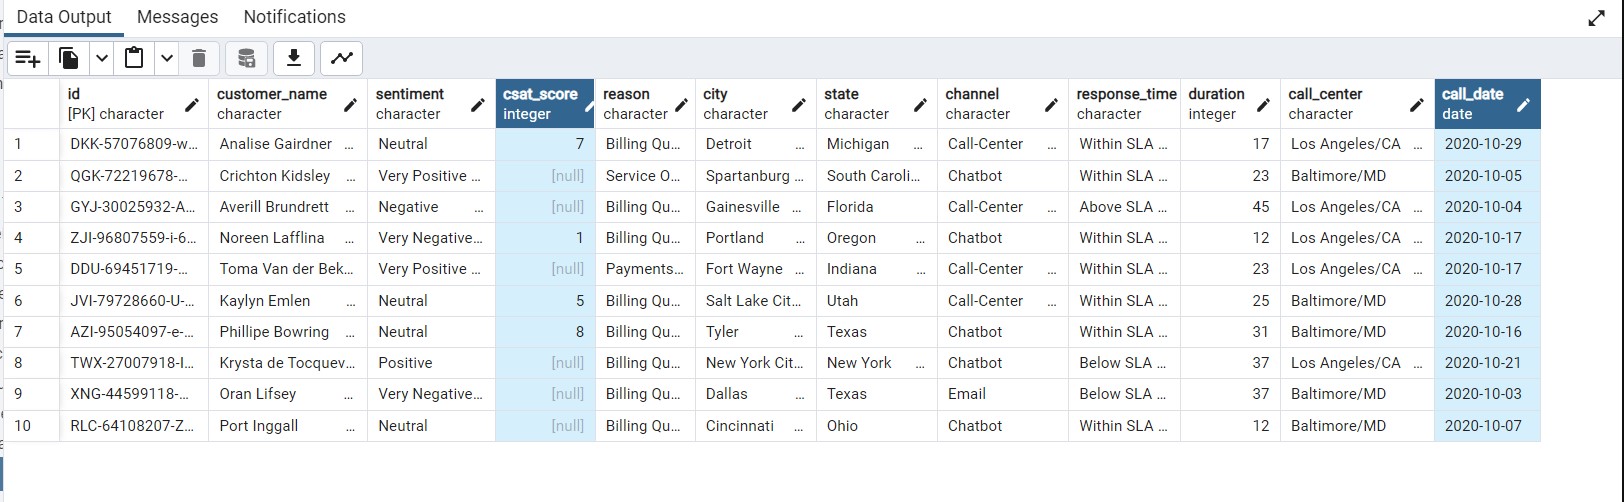 Data Output Messages Notifications
id customer_name sentiment csat_score reason city state channel response_time duration call_center call_date
[PK] character character character integer character character character character character integer character date
1 DKK-57076809-w... Analise Gairdner ... Neutral 7 Billing Qu... Detroit ... Michigan ... Call-Center ... Within SLA ... 17 Los Angeles/CA ... 2020-10-29
2 QGK-72219678-... Crichton Kidsley ... Very Positive ... [null] Service O... Spartanburg ... South Caroli... Chatbot Within SLA ... 23 Baltimore/MD 2020-10-05
3 GYJ-30025932-A... Averill Brundrett ... Negative ... [null] Billing Qu... Gainesville ... Florida Call-Center ... Above SLA ... 45 Los Angeles/CA ... 2020-10-04
4 ZJI-96807559-i-6... Noreen Lafflina ... Very Negative... 1 Billing Qu... Portland ... Oregon ... Chatbot Within SLA ... 12 Los Angeles/CA ... 2020-10-17
5 DDU-69451719-... Toma Van der Bek... Very Positive ... [null] Payments... Fort Wayne ... Indiana ... Call-Center ... Within SLA ... 23 Los Angeles/CA ... 2020-10-17
6 JVI-79728660-U-... Kaylyn Emlen ... Neutral 5 Billing Qu... Salt Lake Cit... Utah Call-Center ... Within SLA ... 25 Baltimore/MD 2020-10-28
7 AZI-95054097-e-... Phillipe Bowring ... Neutral 8 Billing Qu... Tyler ... Texas Chatbot Within SLA ... 31 Baltimore/MD 2020-10-16
8 TWX-27007918-I... Krysta de Tocquev... Positive [null] Billing Qu... New York Cit... New York ... Chatbot Below SLA ... 37 Los Angeles/CA ... 2020-10-21
9 XNG-44599118-... Oran Lifsey ... Very Negative... [null] Billing Qu... Dallas ... Texas Email Below SLA ... 37 Baltimore/MD 2020-10-03
10 RLC-64108207-Z... Port Inggall ... Neutral [null] Billing Qu... Cincinnati ... Ohio Chatbot Within SLA ... 12 Baltimore/MD 2020-10-07